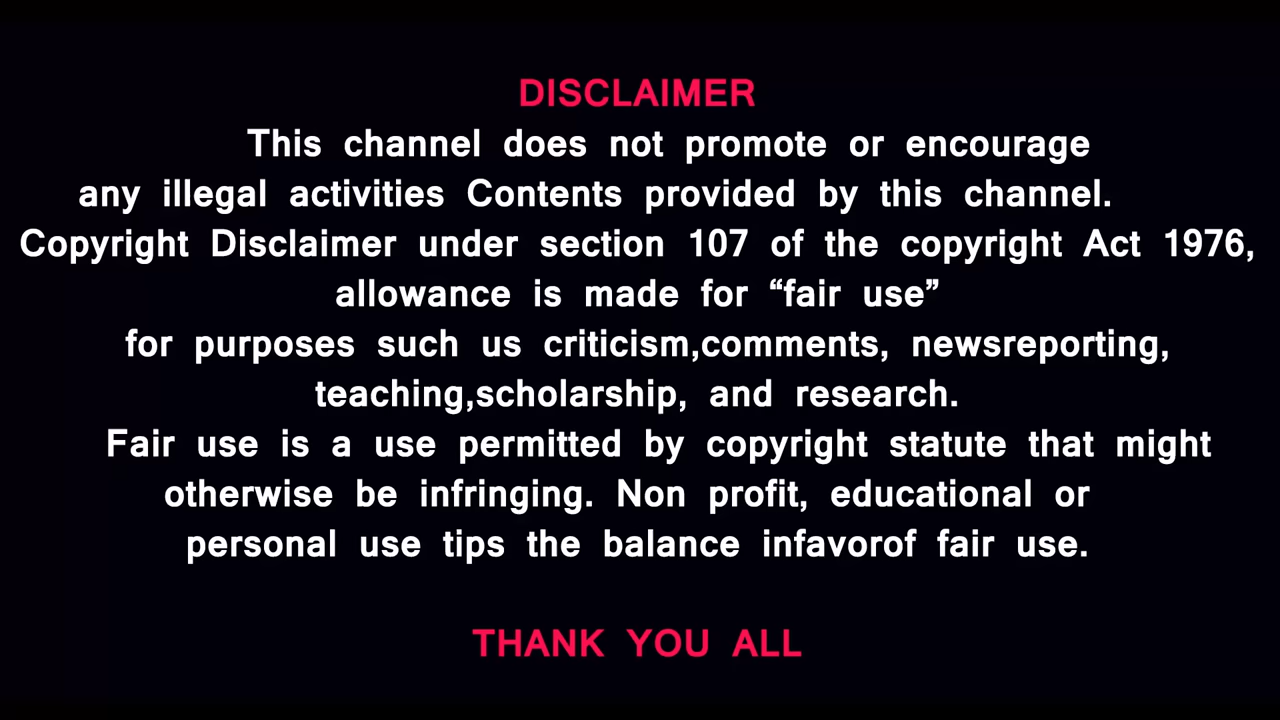 DISCLAIMER
This channel does not promote or encourage
any illegal activities Contents provided by this channel.
Copyright Disclaimer under section 107 of the copyright Act 1976,
allowance is made for “fair use”
for purposes such us criticism,comments, newsreporting,
teaching,scholarship, and research.
Fair use is a use permitted by copyright statute that might
otherwise be infringing. Non profit, educational or
personal use tips the balance infavorof fair use.
THANK YOU ALL